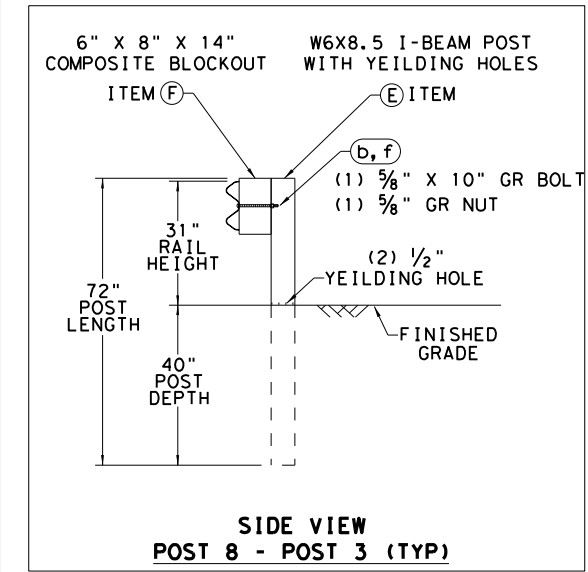 6" X 8" X 14"
COMPOSITE BLOCKOUT
ITEM F
W6X8.5 I-BEAM POST
WITH YEILDING HOLES
E ITEM
b, f
(1) 5/8" X 10" GR BOLT
(1) 5/8" GR NUT
31"
RAIL
HEIGHT
(2) 1/2"
YEILDING HOLE
72"
POST
LENGTH
FINISHED
GRADE
40"
POST
DEPTH
SIDE VIEW
POST 8 - POST 3 (TYP)